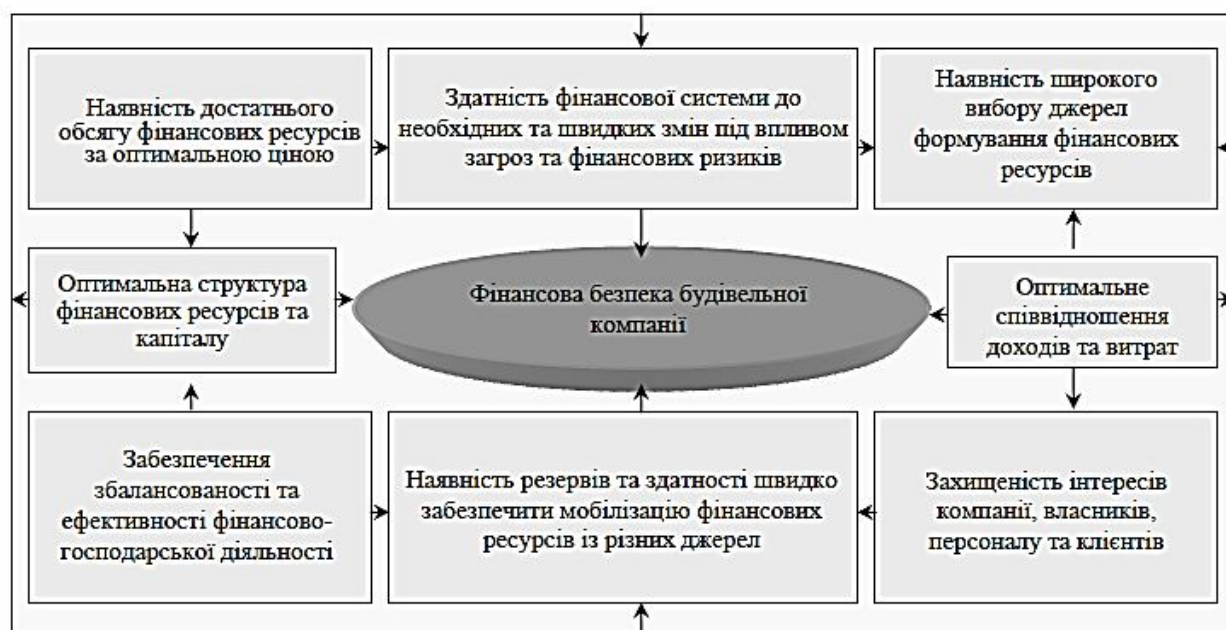 Наявність достатнього
обсягу фінансових ресурсів
за оптимальною ціною
Здатність фінансової системи до
необхідних та швидких змін під впливом
загроз та фінансових ризиків
Наявність широкого
вибору джерел
формування фінансових
ресурсів
Оптимальна структура
фінансових ресурсів та
капіталу
Фінансова безпека будівельної
компанії
Оптимальне
співвідношення
доходів та витрат
Забезпечення
збалансованості та
ефективності фінансово-
господарської діяльності
Наявність резервів та здатності швидко
забезпечити мобілізацію фінансових
ресурсів із різних джерел
Захищеність інтересів
компанії, власників,
персоналу та клієнтів